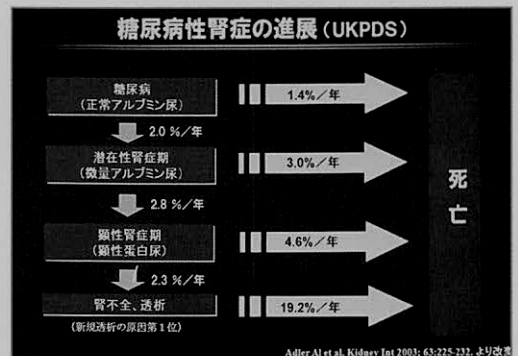 糖尿病性腎症の進展(UKPDS)
糖尿病
(正常アルブミン尿)
1.4%/年
2.0 %/年
潜在性腎症期
(微量アルブミン尿)
3.0%/年
2.8 %/年
顕性腎症期
(顕性蛋白尿)
4.6%/年
2.3 %/年
腎不全、透析
19.2%/年
(新規透析の原因第1位)
死亡
Adler AI et al. Kidney Int 2003; 63:225-232. より改変